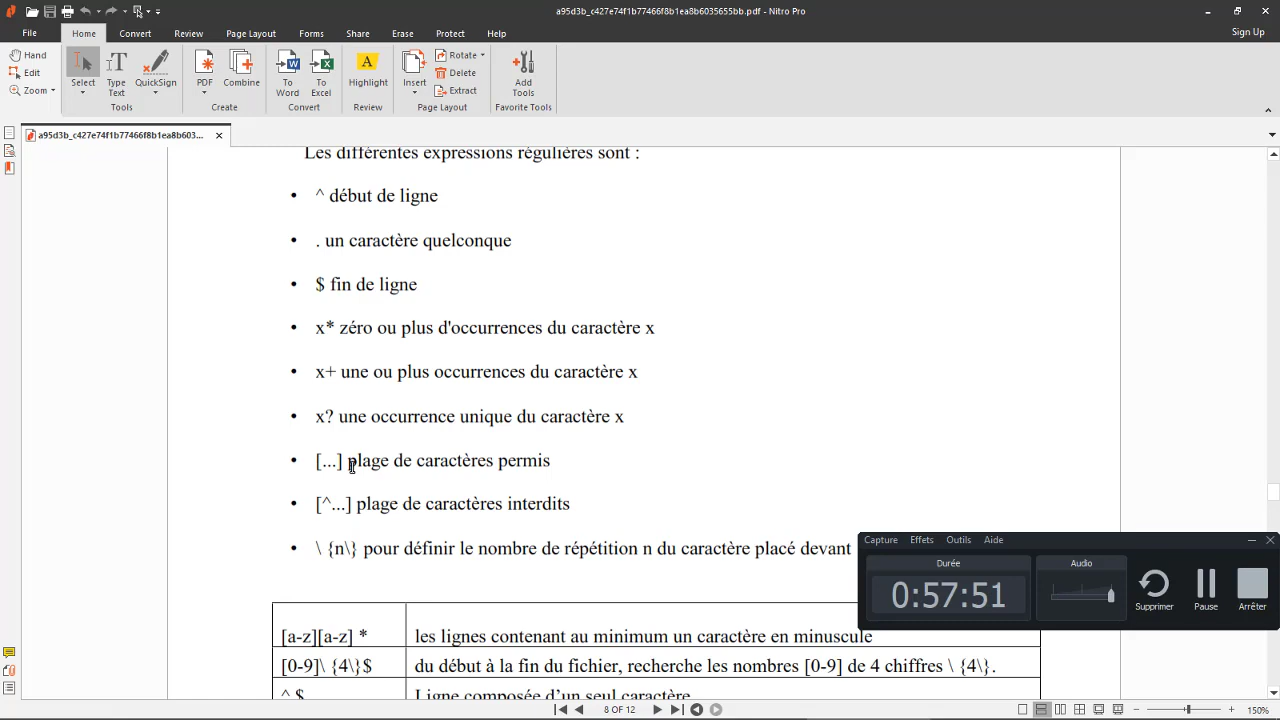 a95d3b_c427e74f1b77466f8b1ea8b6035655bb.pdf - Nitro Pro
File Home Convert Review Page Layout Forms Share Erase Protect Help Sign Up
Hand
Edit
Zoom
Select
Type Text
QuickSign
PDF
Combine
To Word
To Excel
Highlight
Insert
Rotate
Delete
Extract
Add Tools
Tools Create Convert Review Page Layout Favorite Tools
a95d3b_c427e74f1b77466f8b1ea8b603... ×
Les différentes expressions régulières sont :
• ^ début de ligne
• . un caractère quelconque
• $ fin de ligne
• x* zéro ou plus d'occurrences du caractère x
• x+ une ou plus occurrences du caractère x
• x? une occurrence unique du caractère x
• [...] plage de caractères permis
• [^...] plage de caractères interdits
• \ {n\} pour définir le nombre de répétition n du caractère placé devant
[a-z][a-z] * les lignes contenant au minimum un caractère en minuscule
[0-9]\ {4\}$ du début à la fin du fichier, recherche les nombres [0-9] de 4 chiffres \ {4\}.
^ $ Ligne composée d’un seul caractère
Capture Effets Outils Aide
Durée
0:57:51
Audio
Supprimer
Pause
Arrêter
8 OF 12
150%